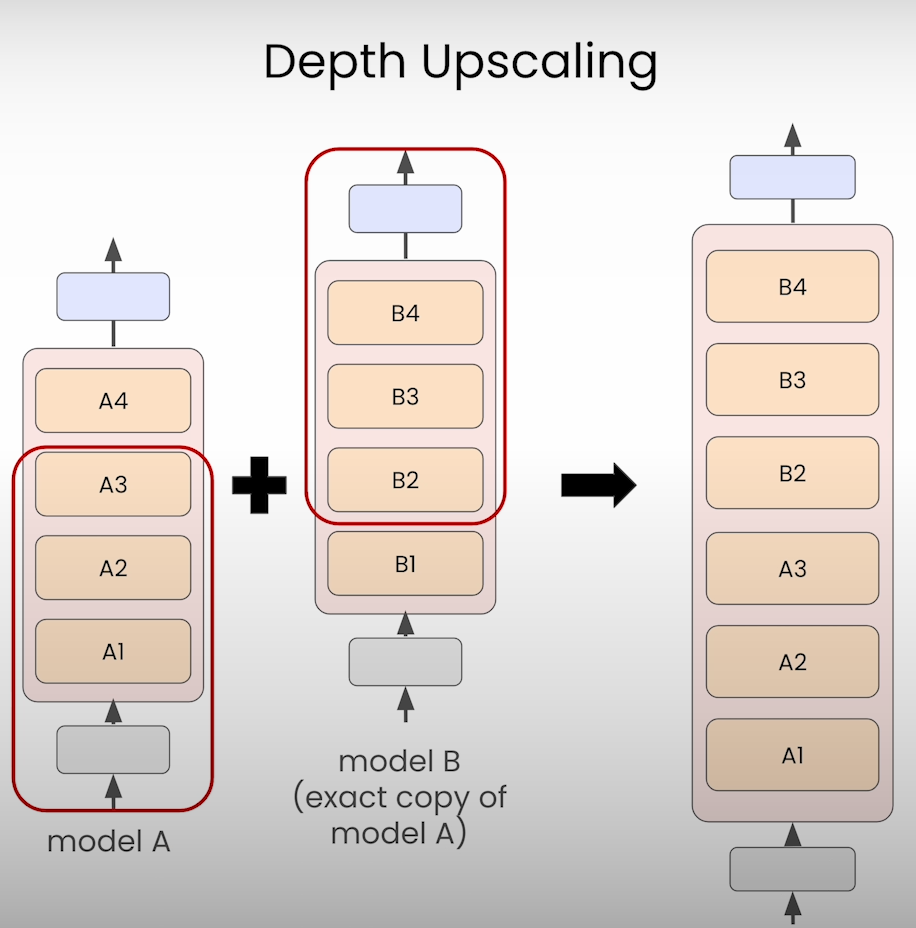 Depth Upscaling
A4
A3
A2
A1
model A
B4
B3
B2
B1
model B
(exact copy of
model A)
B4
B3
B2
A3
A2
A1